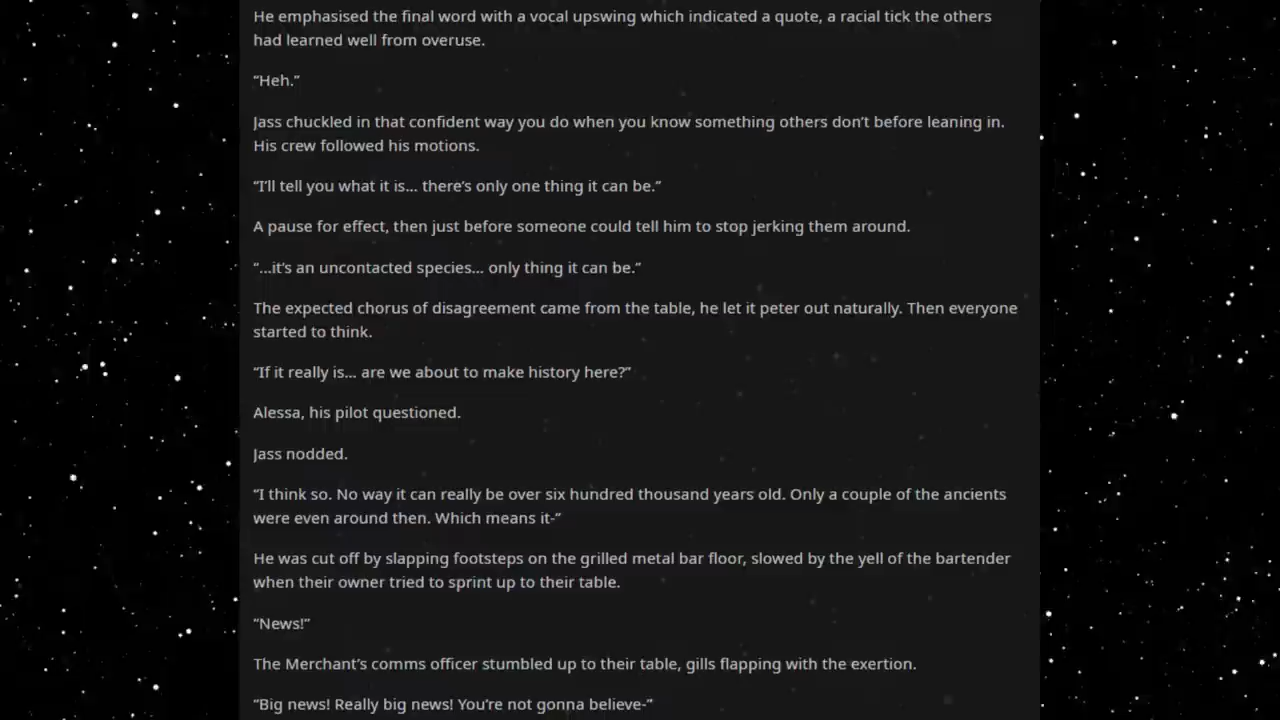 He emphasised the final word with a vocal upswing which indicated a quote, a racial tick the others
had learned well from overuse.
“Heh.”
Jass chuckled in that confident way you do when you know something others don’t before leaning in.
His crew followed his motions.
“I’ll tell you what it is... there’s only one thing it can be.”
A pause for effect, then just before someone could tell him to stop jerking them around.
“...it’s an uncontacted species... only thing it can be.”
The expected chorus of disagreement came from the table, he let it peter out naturally. Then everyone
started to think.
“If it really is... are we about to make history here?”
Alessa, his pilot questioned.
Jass nodded.
“I think so. No way it can really be over six hundred thousand years old. Only a couple of the ancients
were even around then. Which means it-”
He was cut off by slapping footsteps on the grilled metal bar floor, slowed by the yell of the bartender
when their owner tried to sprint up to their table.
“News!”
The Merchant’s comms officer stumbled up to their table, gills flapping with the exertion.
“Big news! Really big news! You’re not gonna believe-”